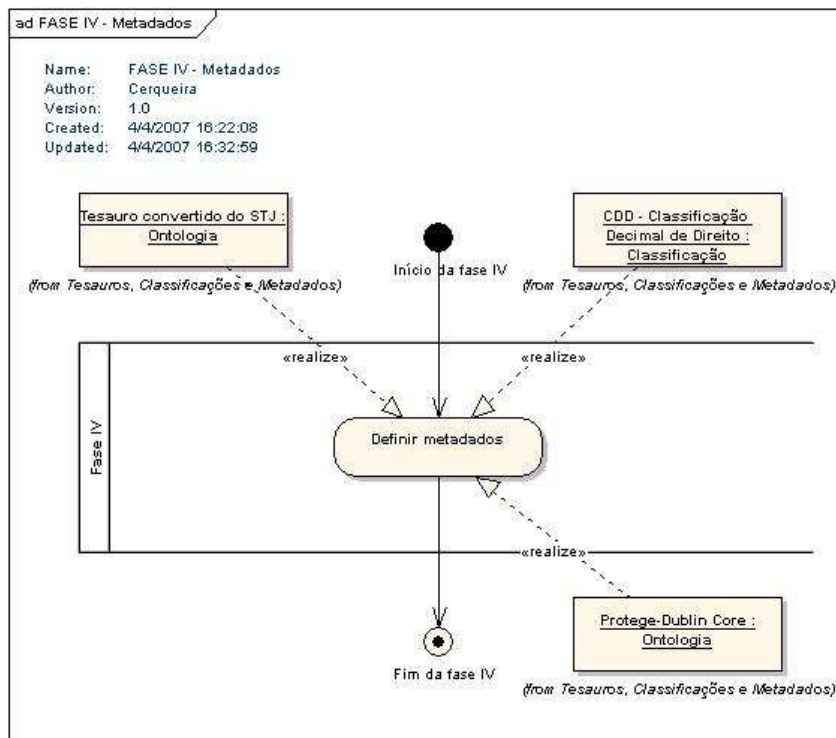 ad FASE IV - Metadados
Name: FASE IV - Metadados
Author: Cerqueira
Version: 1.0
Created: 4/4/2007 16:22:08
Updated: 4/4/2007 16:32:59
Tesauro convertido do STJ :
Ontologia
(from Tesauros, Classificações e Metadados)
Início da fase IV
CDD - Classificação
Decimal de Direito :
Classificação
(from Tesauros, Classificações e Metadados)
«realize»
«realize»
Fase IV
Definir metadados
«realize»
Protege-Dublin Core :
Ontologia
(from Tesauros, Classificações e Metadados)
Fim da fase IV